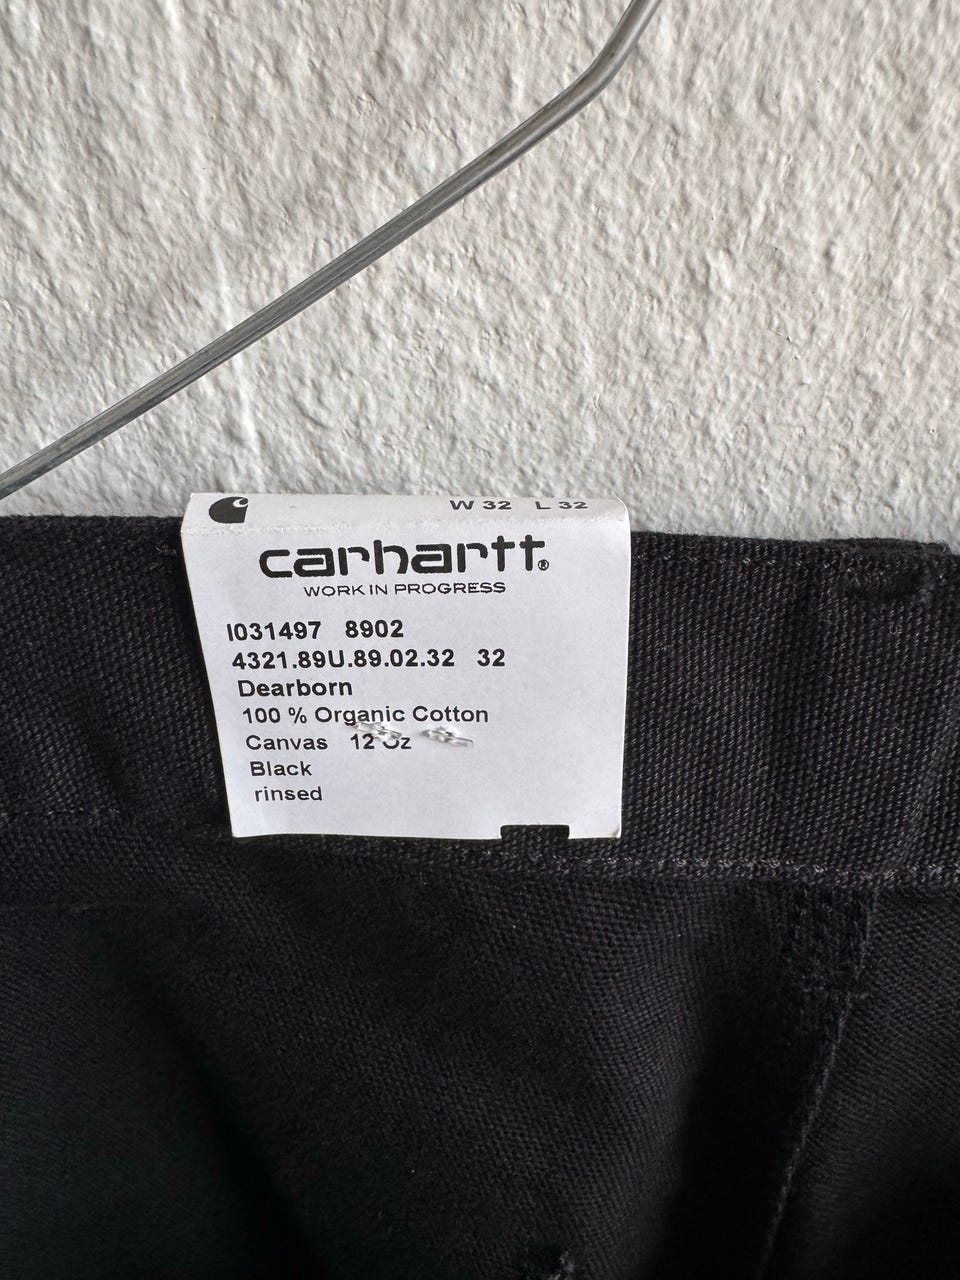 W 32 L 32
carhartt®
WORK IN PROGRESS
I031497 8902
4321.89U.89.02.32 32
Dearborn
100 % Organic Cotton
Canvas 12 Oz
Black
rinsed